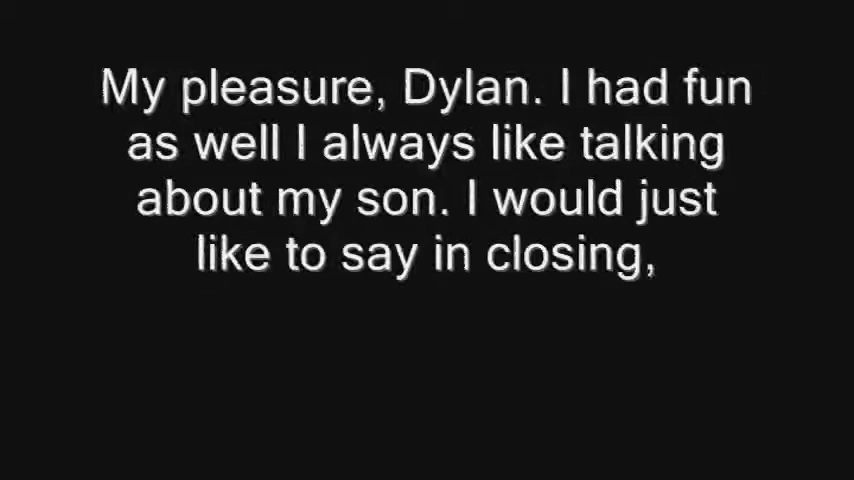 My pleasure, Dylan. I had fun
as well I always like talking
about my son. I would just
like to say in closing,